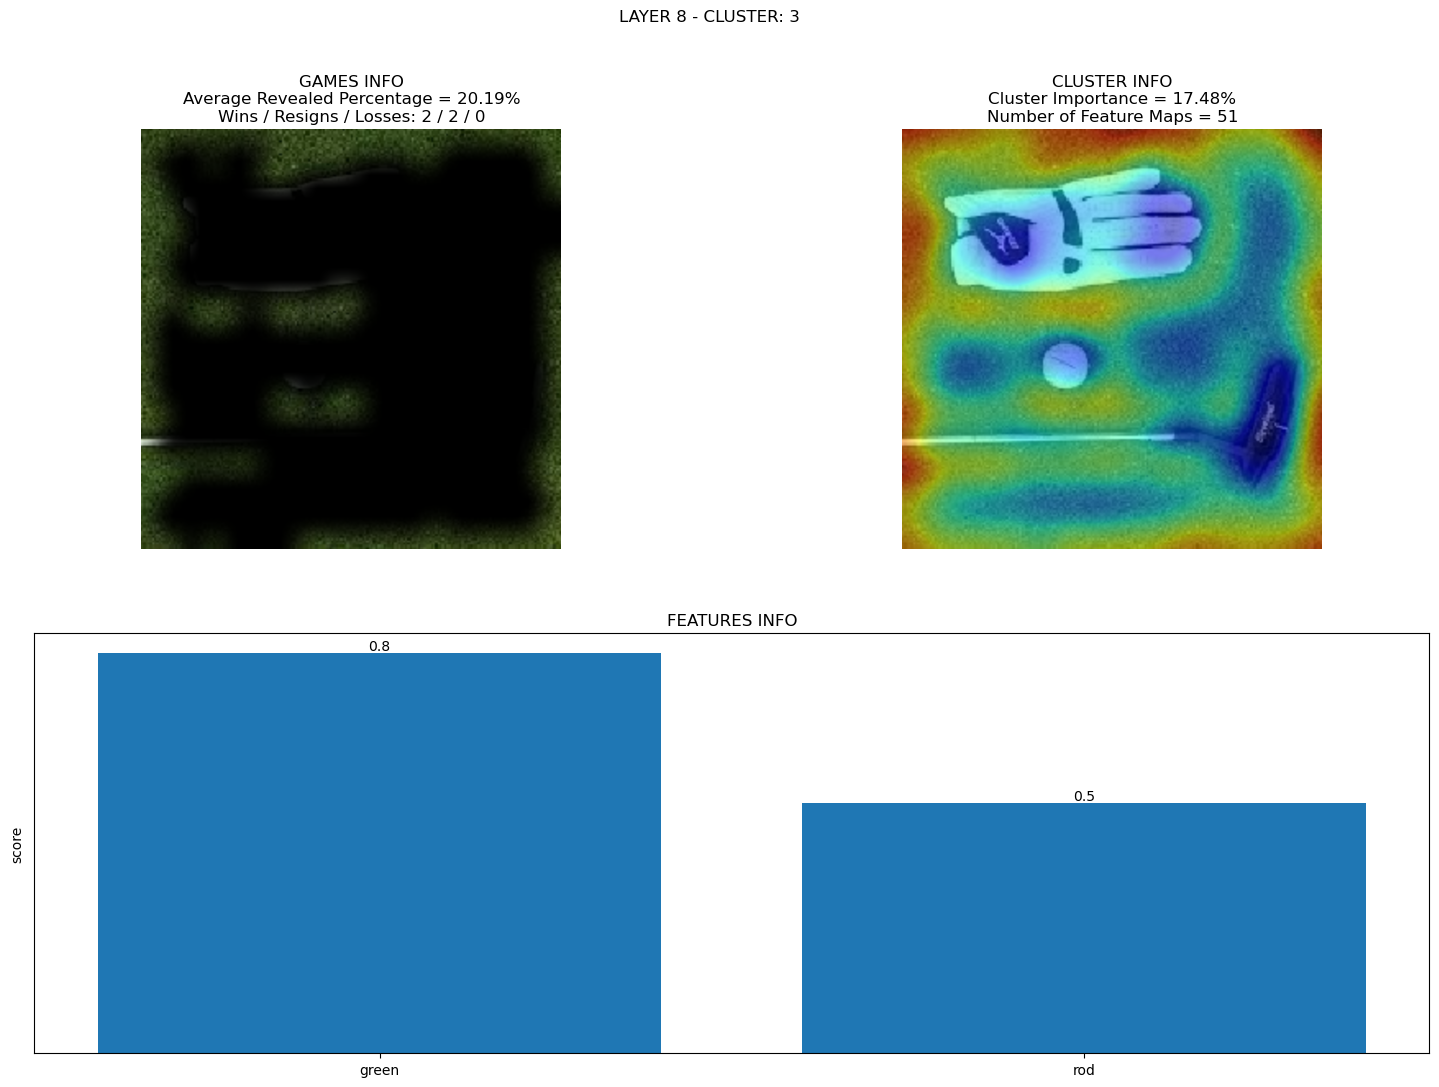 LAYER 8 - CLUSTER: 3
GAMES INFO
Average Revealed Percentage = 20.19%
Wins / Resigns / Losses: 2 / 2 / 0
CLUSTER INFO
Cluster Importance = 17.48%
Number of Feature Maps = 51
FEATURES INFO
score
0.8
0.5
green
rod